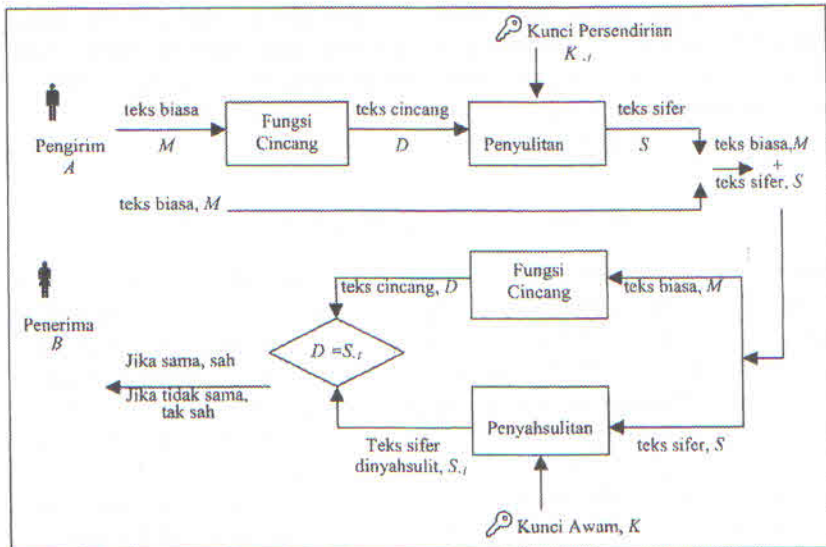 Kunci Persendirian
K -1
teks biasa
M
Fungsi
Cincang
teks cincang
D
Penyulitan
teks sifer
S
Pengirim
A
teks biasa,M
+
teks sifer, S
teks biasa, M
Fungsi
Cincang
teks cincang, D
teks biasa, M
Penerima
B
D =S-1
Jika sama, sah
Jika tidak sama,
tak sah
Penyahsulitan
Teks sifer
dinyahsulit, S-1
teks sifer, S
Kunci Awam, K